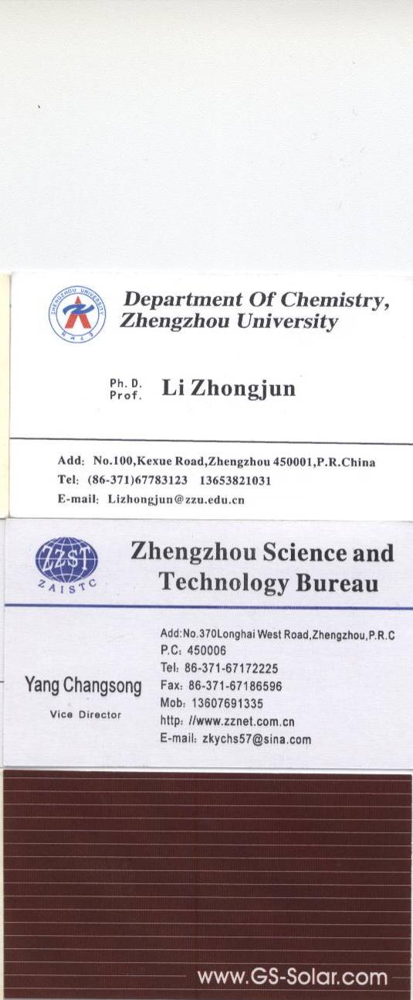 ZHENGZHOU UNIVERSITY
Department Of Chemistry,
Zhengzhou University
Ph. D.
Prof.
Li Zhongjun
Add: No.100,Kexue Road,Zhengzhou 450001,P.R.China
Tel: (86-371)67783123 13653821031
E-mail: Lizhongjun@zzu.edu.cn
ZZST
ZAISTC
Zhengzhou Science and
Technology Bureau
Add:No.370Longhai West Road,Zhengzhou,P.R.C
P.C: 450006
Tel: 86-371-67172225
Yang Changsong
Fax: 86-371-67186596
Mob: 13607691335
Vice Director
http: //www.zznet.com.cn
E-mail: zkychs57@sina.com
www.GS-Solar.com